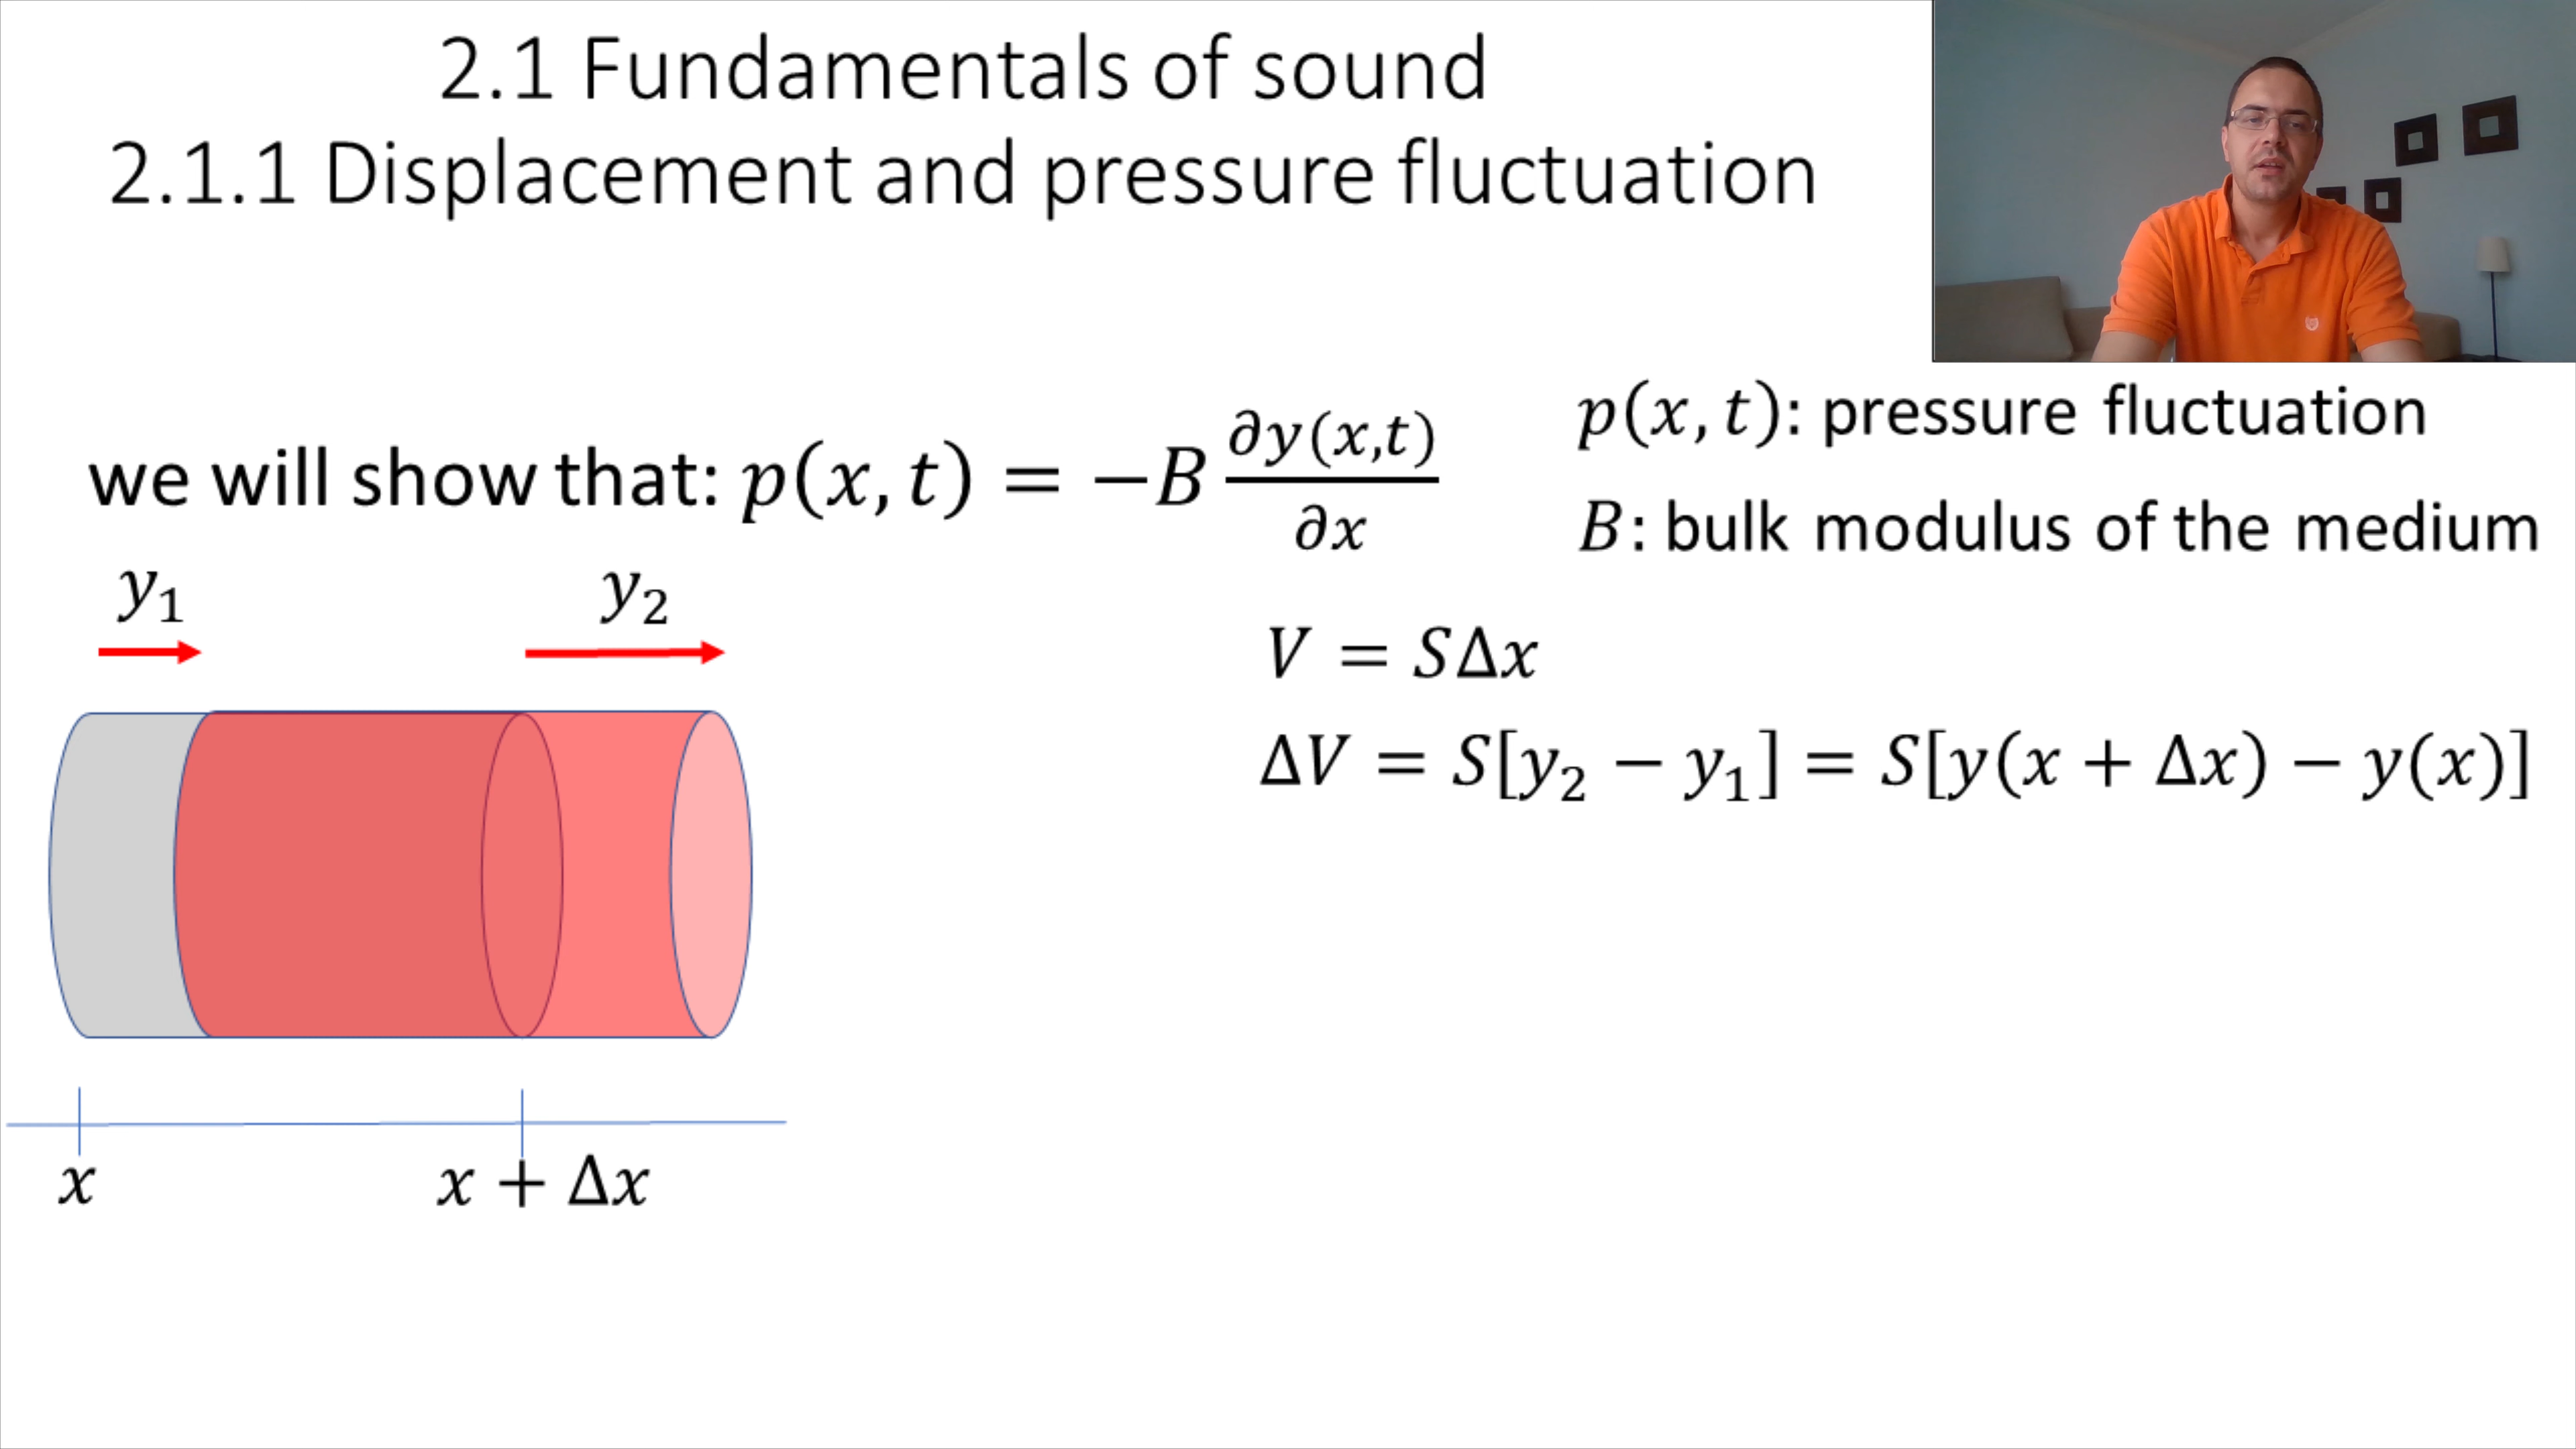 2.1 Fundamentals of sound
2.1.1 Displacement and pressure fluctuation
we will show that: p(x, t) = −B ∂y(x,t)/∂x
p(x, t): pressure fluctuation
B: bulk modulus of the medium
y₁
y₂
V = SΔx
ΔV = S[y₂ − y₁] = S[y(x + Δx) − y(x)]
x
x + Δx